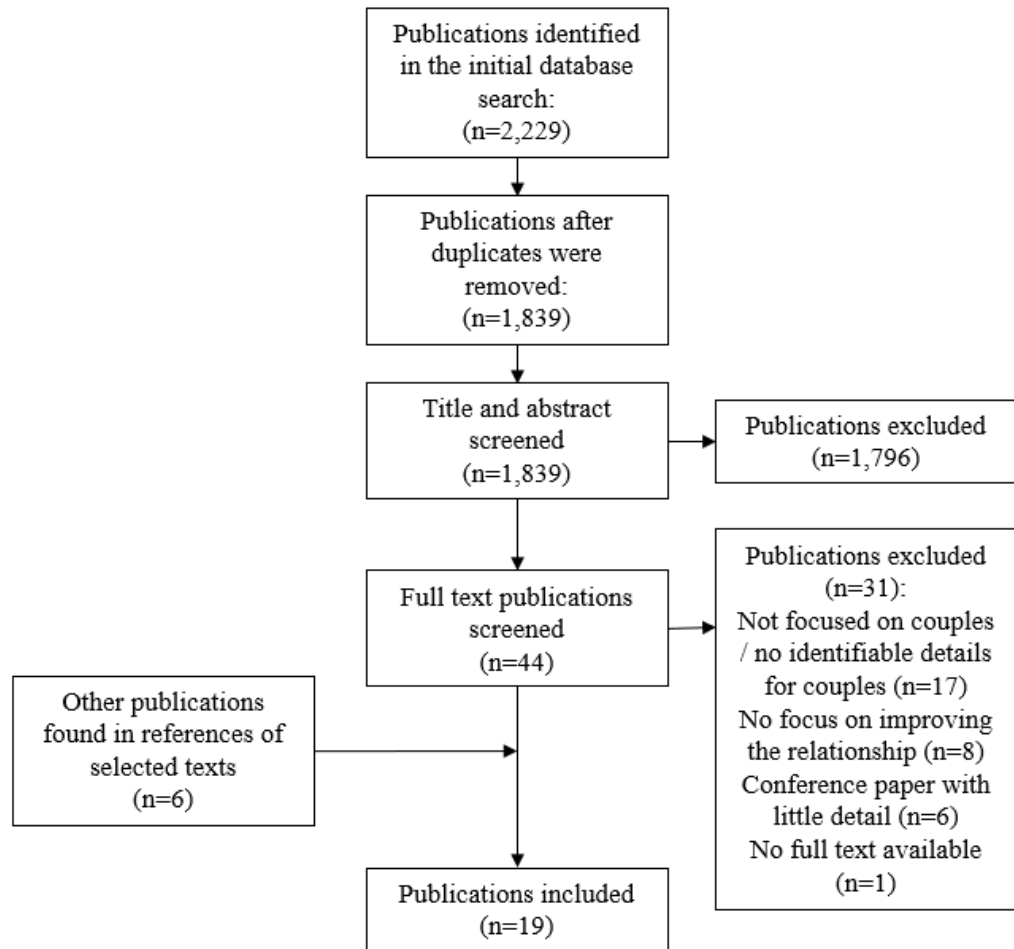 Publications identified
in the initial database
search:
(n=2,229)
Publications after
duplicates were
removed:
(n=1,839)
Title and abstract
screened
(n=1,839)
Publications excluded
(n=1,796)
Full text publications
screened
(n=44)
Publications excluded
(n=31):
Not focused on couples
/ no identifiable details
for couples (n=17)
No focus on improving
the relationship (n=8)
Conference paper with
little detail (n=6)
No full text available
(n=1)
Other publications
found in references of
selected texts
(n=6)
Publications included
(n=19)